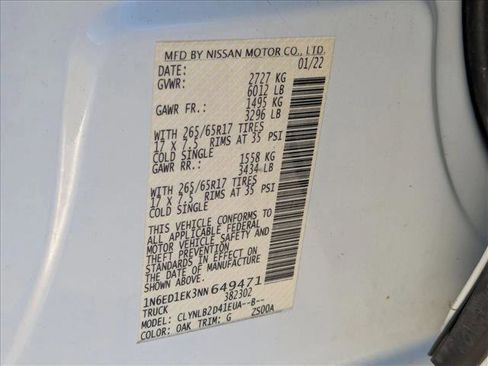 MFD BY NISSAN MOTOR CO., LTD.
DATE: 01/22
GVWR: 2727 KG
6012 LB
GAWR FR.: 1495 KG
3296 LB
WITH 265/65R17 TIRES
17 X 7.5 RIMS AT 35 PSI
COLD SINGLE
GAWR RR.: 1558 KG
3434 LB
WITH 265/65R17 TIRES
17 X 7.5 RIMS AT 35 PSI
COLD SINGLE
THIS VEHICLE CONFORMS TO
ALL APPLICABLE FEDERAL
MOTOR VEHICLE SAFETY AND
THEFT PREVENTION
STANDARDS IN EFFECT ON
THE DATE OF MANUFACTURE
SHOWN ABOVE
1N6ED1EK3NN649471
TRUCK 382302
MODEL: CLYNLB2D41EUA--B--
COLOR: OAK TRIM: G ZS00A